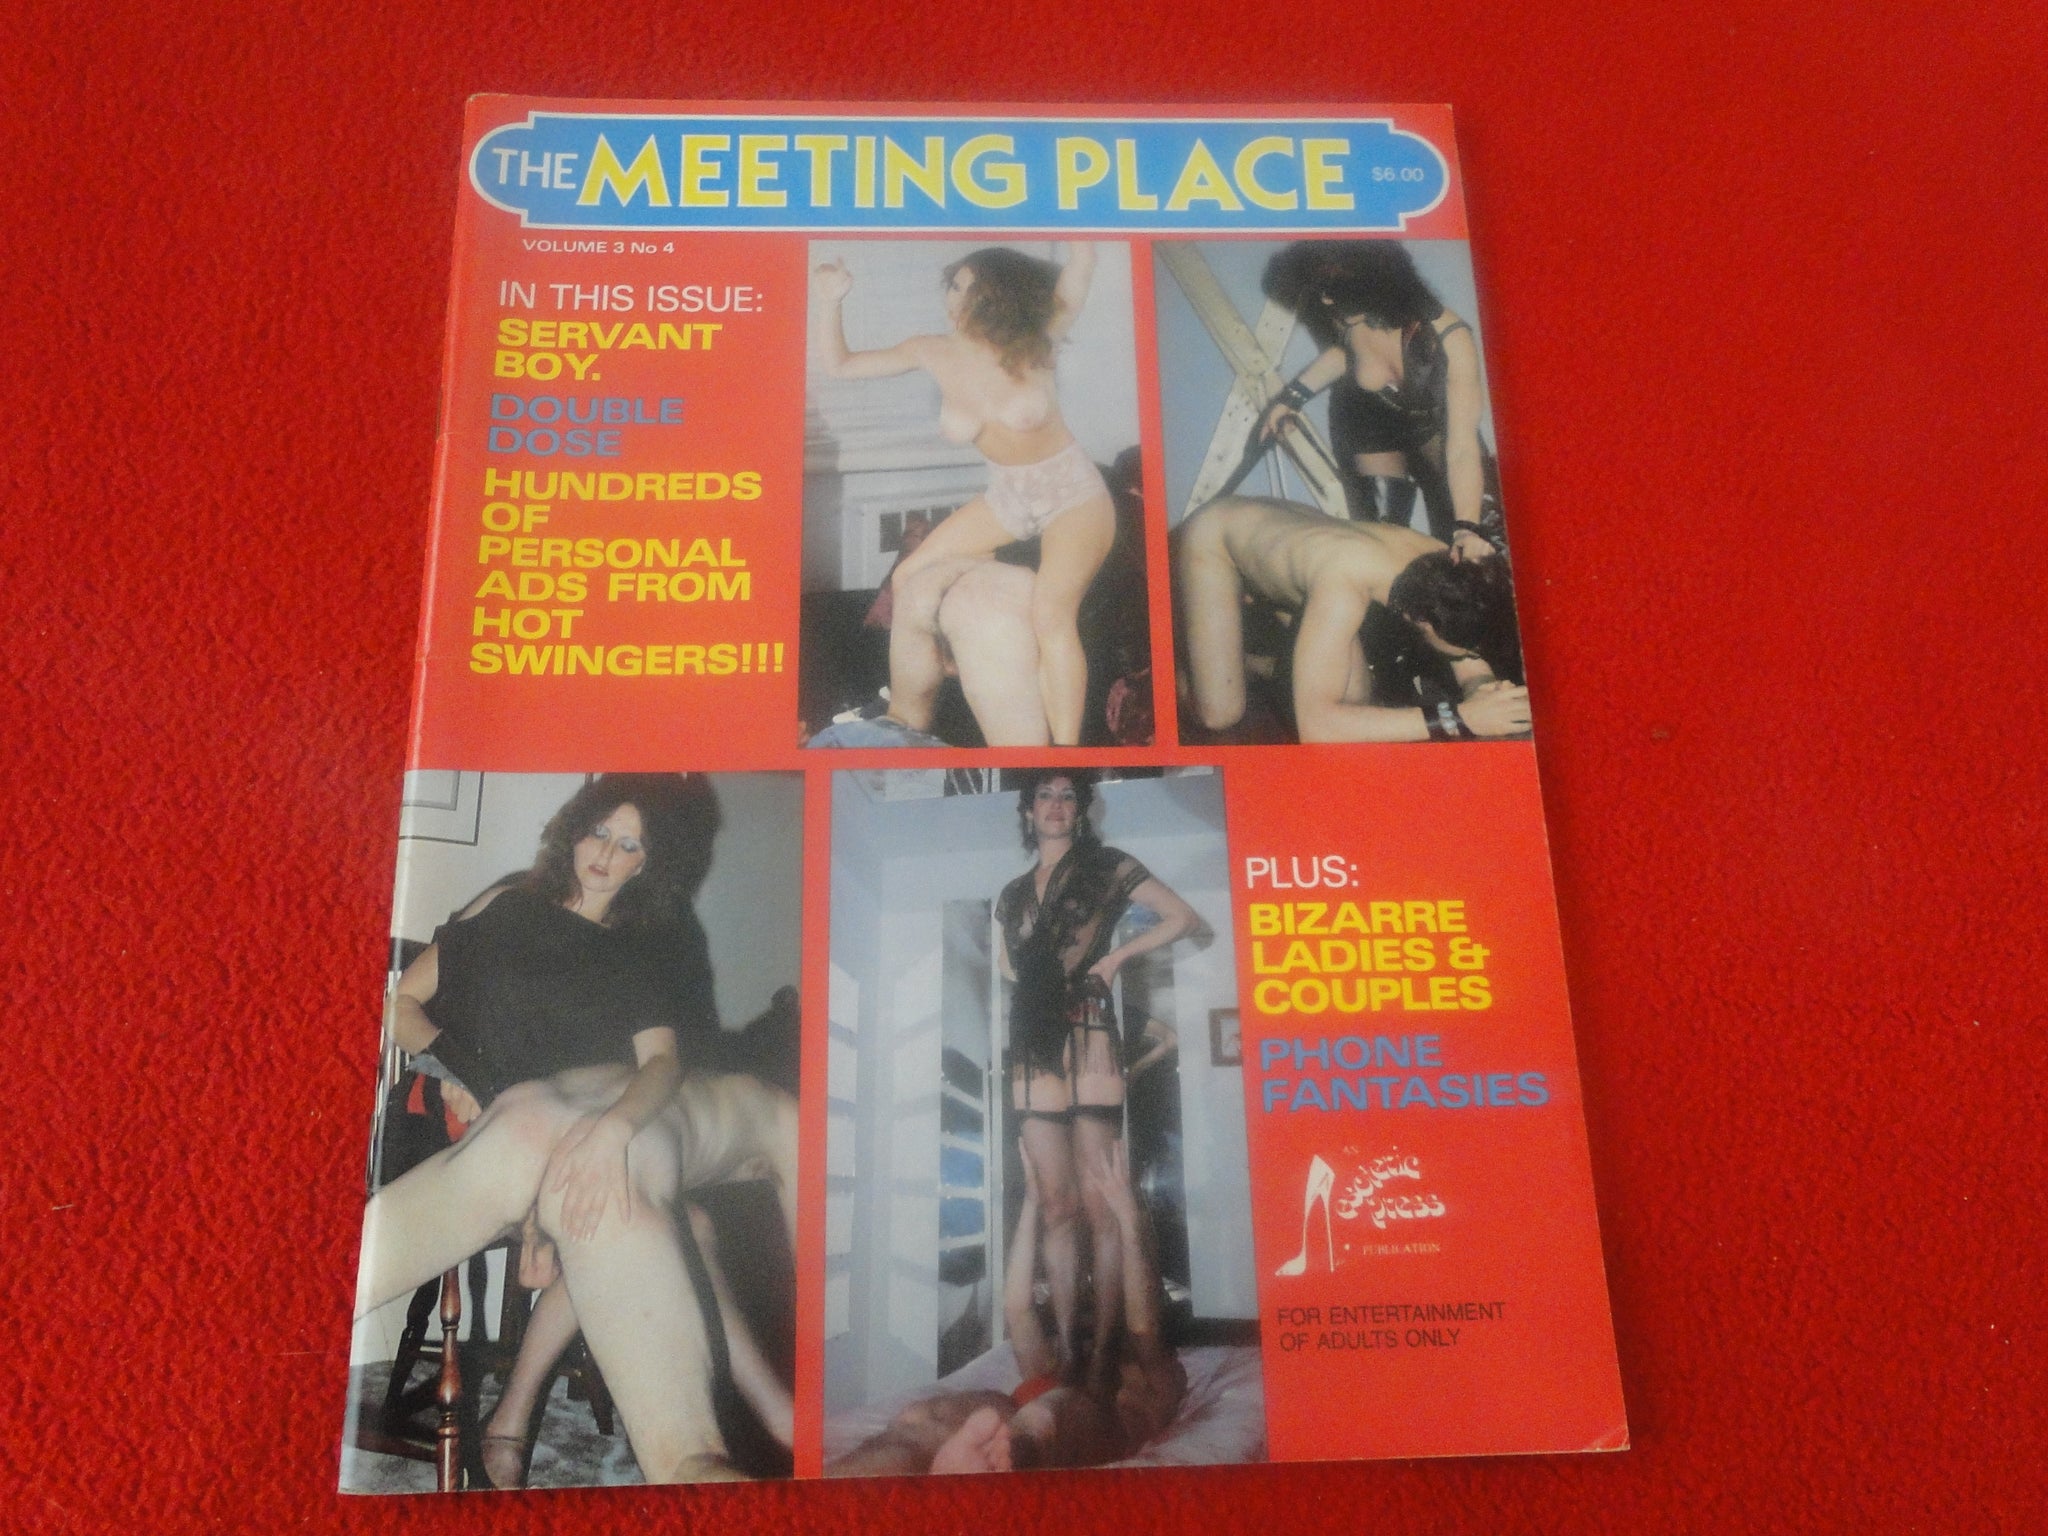 THE MEETING PLACE $6.00
VOLUME 3 No 4
IN THIS ISSUE:
SERVANT
BOY.
DOUBLE
DOSE
HUNDREDS
OF
PERSONAL
ADS FROM
HOT
SWINGERS!!!
PLUS:
BIZARRE
LADIES &
COUPLES
PHONE
FANTASIES
press
PUBLICATION
FOR ENTERTAINMENT
OF ADULTS ONLY